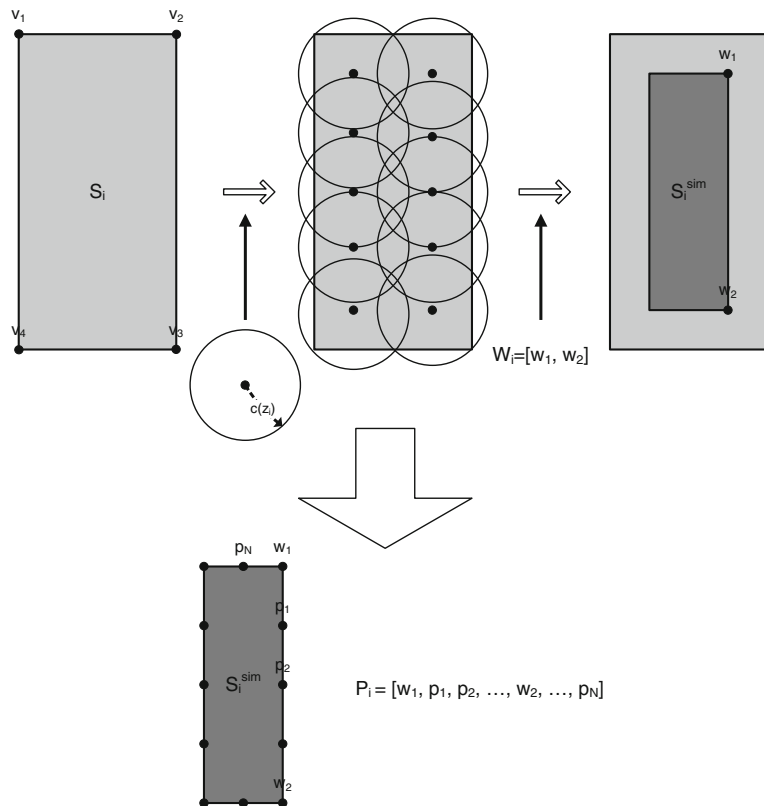 v₁ v₂
w₁
Sᵢ
Sᵢˢⁱᵐ
w₂
v₄ v₃
Wᵢ=[w₁, w₂]
c(zᵢ)
p_N w₁
p₁
p₂
Sᵢˢⁱᵐ
Pᵢ = [w₁, p₁, p₂, …, w₂, …, p_N]
w₂